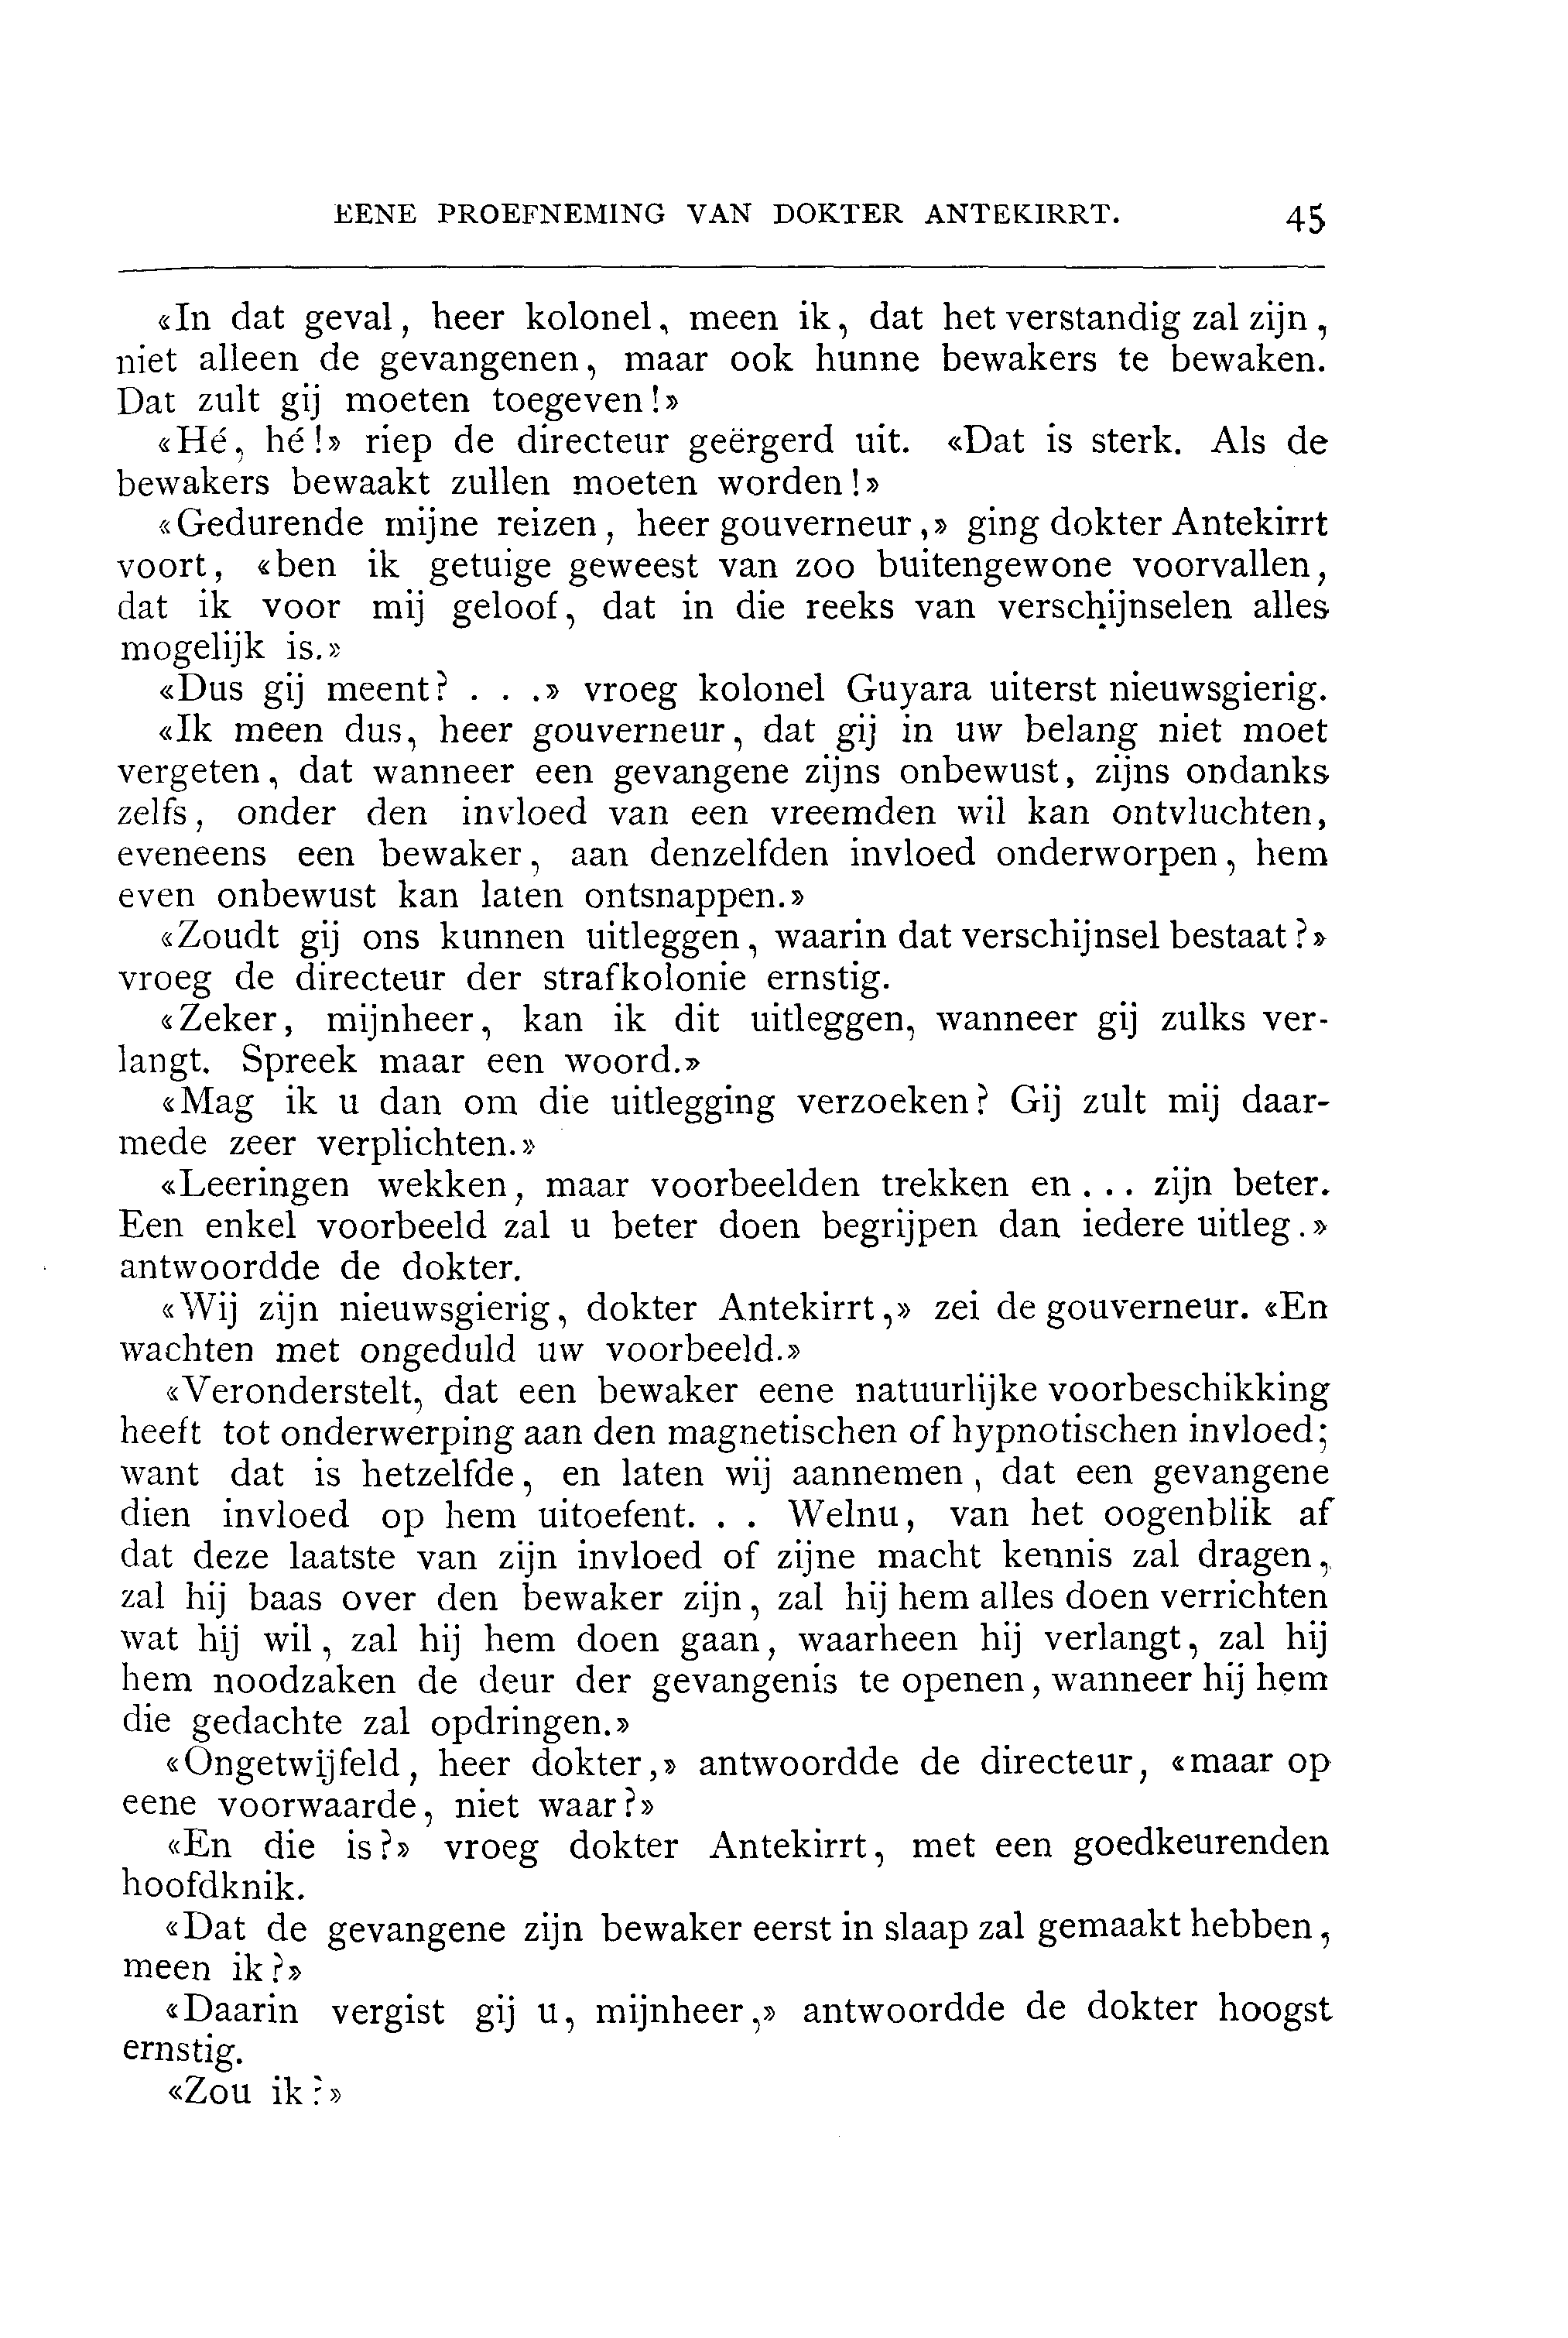 EENE PROEFNEMING VAN DOKTER ANTEKIRRT. 45
«In dat geval, heer kolonel, meen ik, dat het verstandig zal zijn,
niet alleen de gevangenen, maar ook hunne bewakers te bewaken.
Dat zult gij moeten toegeven!»
«Hé, hé!» riep de directeur geërgerd uit. «Dat is sterk. Als de
bewakers bewaakt zullen moeten worden!»
«Gedurende mijne reizen, heer gouverneur,» ging dokter Antekirrt
voort, «ben ik getuige geweest van zoo buitengewone voorvallen,
dat ik voor mij geloof, dat in die reeks van verschijnselen alles
mogelijk is.»
«Dus gij meent? . . .» vroeg kolonel Guyara uiterst nieuwsgierig.
«Ik meen dus, heer gouverneur, dat gij in uw belang niet moet
vergeten, dat wanneer een gevangene zijns onbewust, zijns ondanks
zelfs, onder den invloed van een vreemden wil kan ontvluchten,
eveneens een bewaker, aan denzelfden invloed onderworpen, hem
even onbewust kan laten ontsnappen.»
«Zoudt gij ons kunnen uitleggen, waarin dat verschijnsel bestaat?»
vroeg de directeur der strafkolonie ernstig.
«Zeker, mijnheer, kan ik dit uitleggen, wanneer gij zulks ver-
langt. Spreek maar een woord.»
«Mag ik u dan om die uitlegging verzoeken? Gij zult mij daar-
mede zeer verplichten.»
«Leeringen wekken, maar voorbeelden trekken en... zijn beter.
Een enkel voorbeeld zal u beter doen begrijpen dan iedere uitleg.»
antwoordde de dokter.
«Wij zijn nieuwsgierig, dokter Antekirrt,» zei de gouverneur. «En
wachten met ongeduld uw voorbeeld.»
«Veronderstelt, dat een bewaker eene natuurlijke voorbeschikking
heeft tot onderwerping aan den magnetischen of hypnotischen invloed;
want dat is hetzelfde, en laten wij aannemen, dat een gevangene
dien invloed op hem uitoefent. . . Welnu, van het oogenblik af
dat deze laatste van zijn invloed of zijne macht kennis zal dragen,
zal hij baas over den bewaker zijn, zal hij hem alles doen verrichten
wat hij wil, zal hij hem doen gaan, waarheen hij verlangt, zal hij
hem noodzaken de deur der gevangenis te openen, wanneer hij hem
die gedachte zal opdringen.»
«Ongetwijfeld, heer dokter,» antwoordde de directeur, «maar op
eene voorwaarde, niet waar?»
«En die is?» vroeg dokter Antekirrt, met een goedkeurenden
hoofdknik.
«Dat de gevangene zijn bewaker eerst in slaap zal gemaakt hebben,
meen ik?»
«Daarin vergist gij u, mijnheer,» antwoordde de dokter hoogst
ernstig.
«Zou ik?»